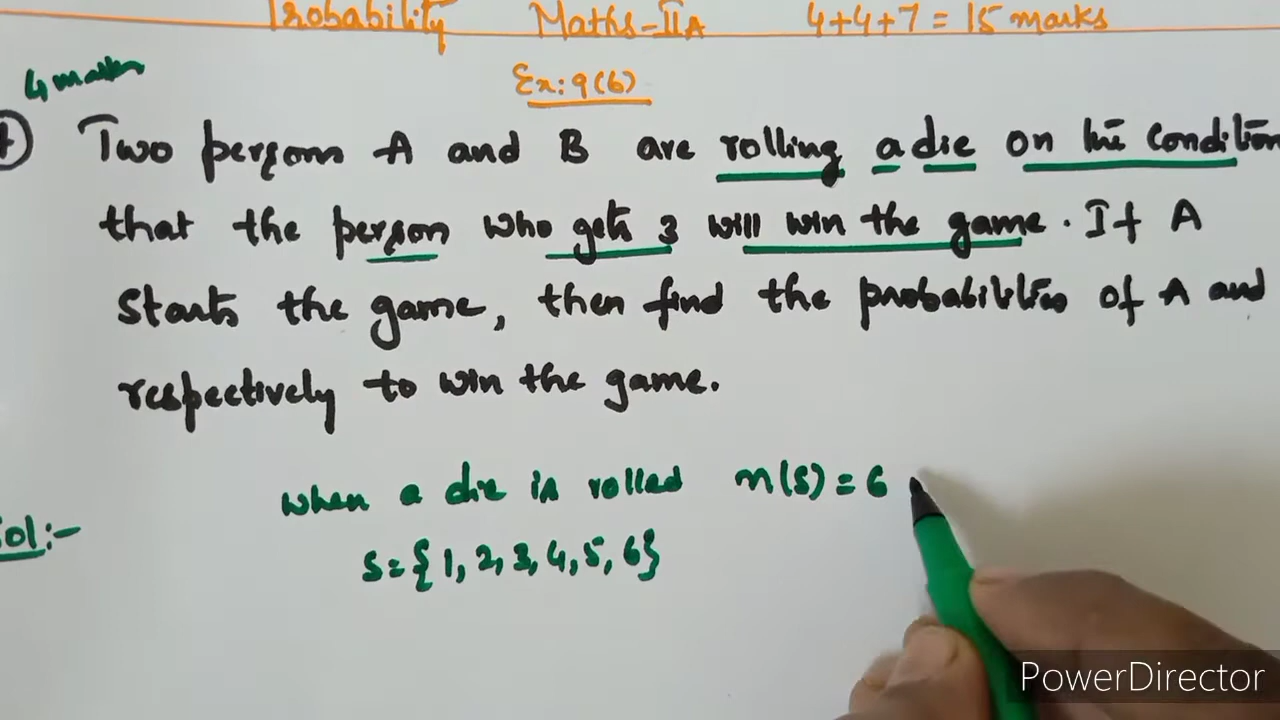 Probability Maths-IIA 4+4+7 = 15 marks
4 marks
Ex: 9(b)
Two persons A and B are rolling a die on the condition
that the person who gets 3 will win the game. If A
starts the game, then find the probabilities of A and
respectively to win the game.
when a die is rolled n(s) = 6
Sol:-
S = {1, 2, 3, 4, 5, 6}
PowerDirector